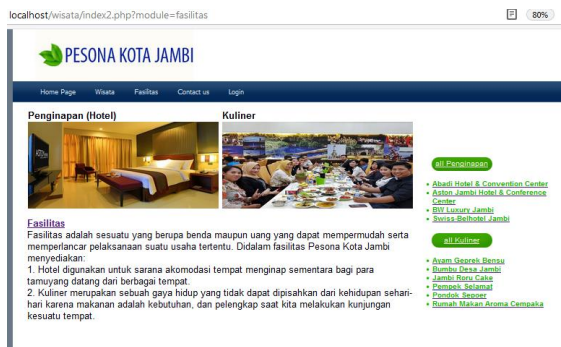 localhost/wisata/index2.php?module=fasilitas
80%
PESONA KOTA JAMBI
Home Page Wisata Fasilitas Contact us Login
Penginapan (Hotel) Kuliner
Fasilitas
Fasilitas adalah sesuatu yang berupa benda maupun uang yang dapat mempermudah serta
memperlancar pelaksanaan suatu usaha tertentu. Didalam fasilitas Pesona Kota Jambi
menyediakan:
1. Hotel digunakan untuk sarana akomodasi tempat menginap sementara bagi para
tamuyang datang dari berbagai tempat.
2. Kuliner merupakan sebuah gaya hidup yang tidak dapat dipisahkan dari kehidupan sehari-
hari karena makanan adalah kebutuhan, dan pelengkap saat kita melakukan kunjungan
kesuatu tempat.
all Penginapan
Abadi Hotel & Convention Center
Aston Jambi Hotel & Conference
Center
BW Luxury Jambi
Swiss-Belhotel Jambi
all Kuliner
Ayam Geprek Bensu
Bumbu Desa Jambi
Jambi Roru Cake
Pempek Selamat
Pondok Sepoer
Rumah Makan Aroma Cempaka